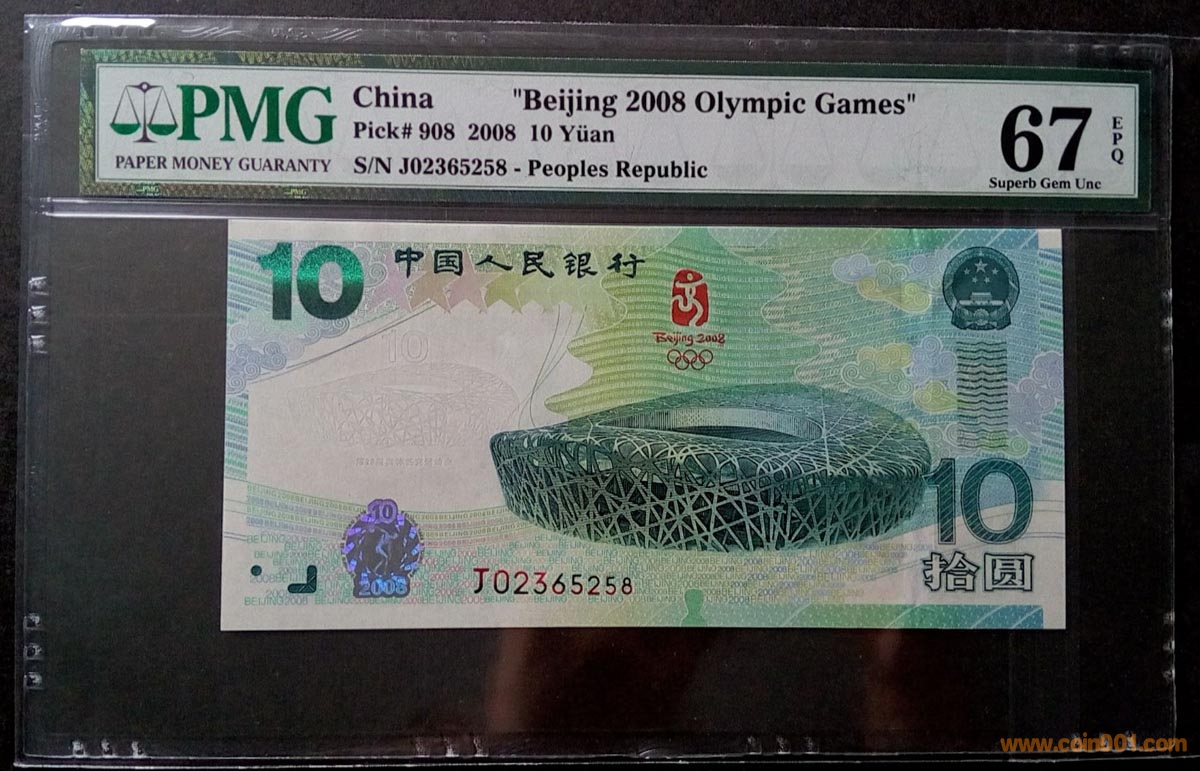 PMG
PAPER MONEY GUARANTY
China "Beijing 2008 Olympic Games"
Pick# 908 2008 10 Yüan
S/N J02365258 - Peoples Republic
67
EPQ
Superb Gem Unc
10
中国人民银行
Beijing 2008
10
10
2008
J02365258
10
拾圆
BEIJING2008
www.coin001.com